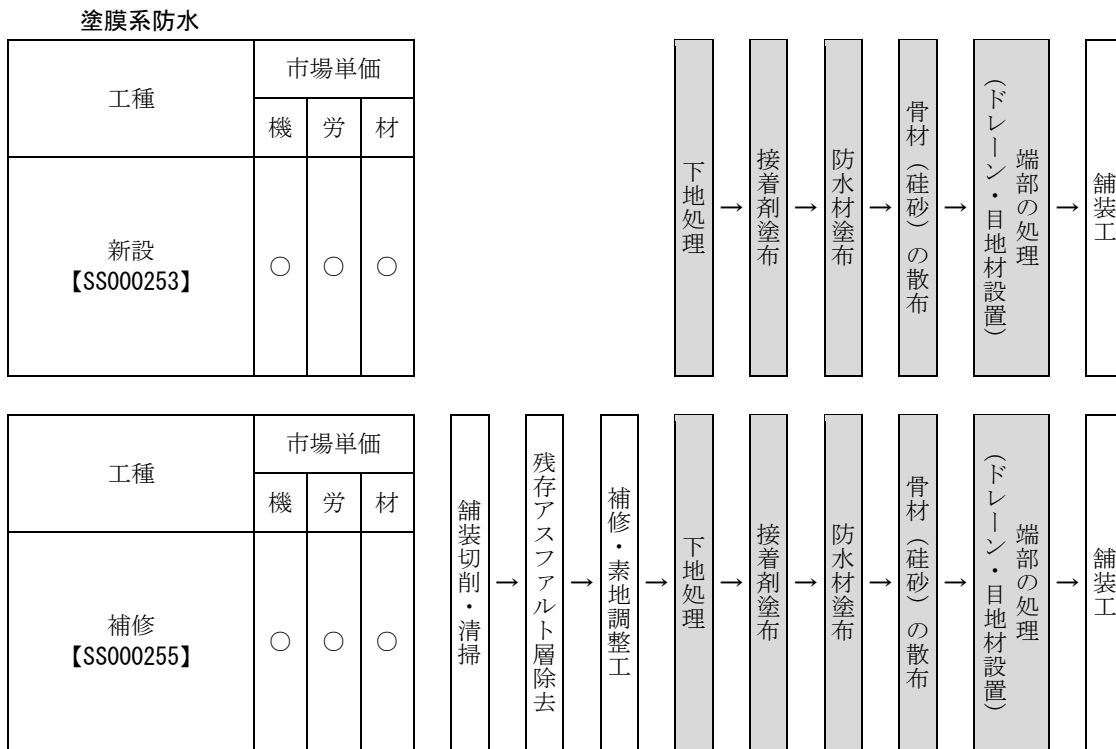 塗膜系防水
工種
市場単価
機
労
材
新設
【SS000253】
○
○
○
下地処理
→
接着剤塗布
→
防水材塗布
→
骨材（硅砂）の散布
→
端部の処理
（ドレーン・目地材設置）
→
舗装工
工種
市場単価
機
労
材
補修
【SS000255】
○
○
○
舗装切削・清掃
→
残存アスファルト層除去
→
補修・素地調整工
→
下地処理
→
接着剤塗布
→
防水材塗布
→
骨材（硅砂）の散布
→
端部の処理
（ドレーン・目地材設置）
→
舗装工